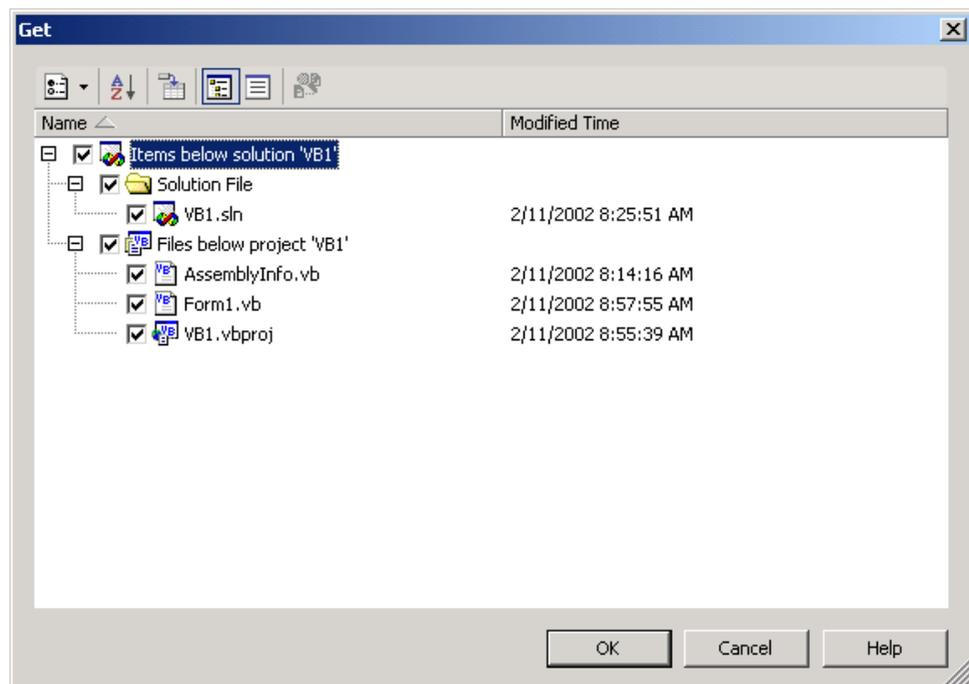 Get
Name Modified Time
Items below solution 'VB1'
Solution File
VB1.sln 2/11/2002 8:25:51 AM
Files below project 'VB1'
AssemblyInfo.vb 2/11/2002 8:14:16 AM
Form1.vb 2/11/2002 8:57:55 AM
VB1.vbproj 2/11/2002 8:55:39 AM
OK Cancel Help